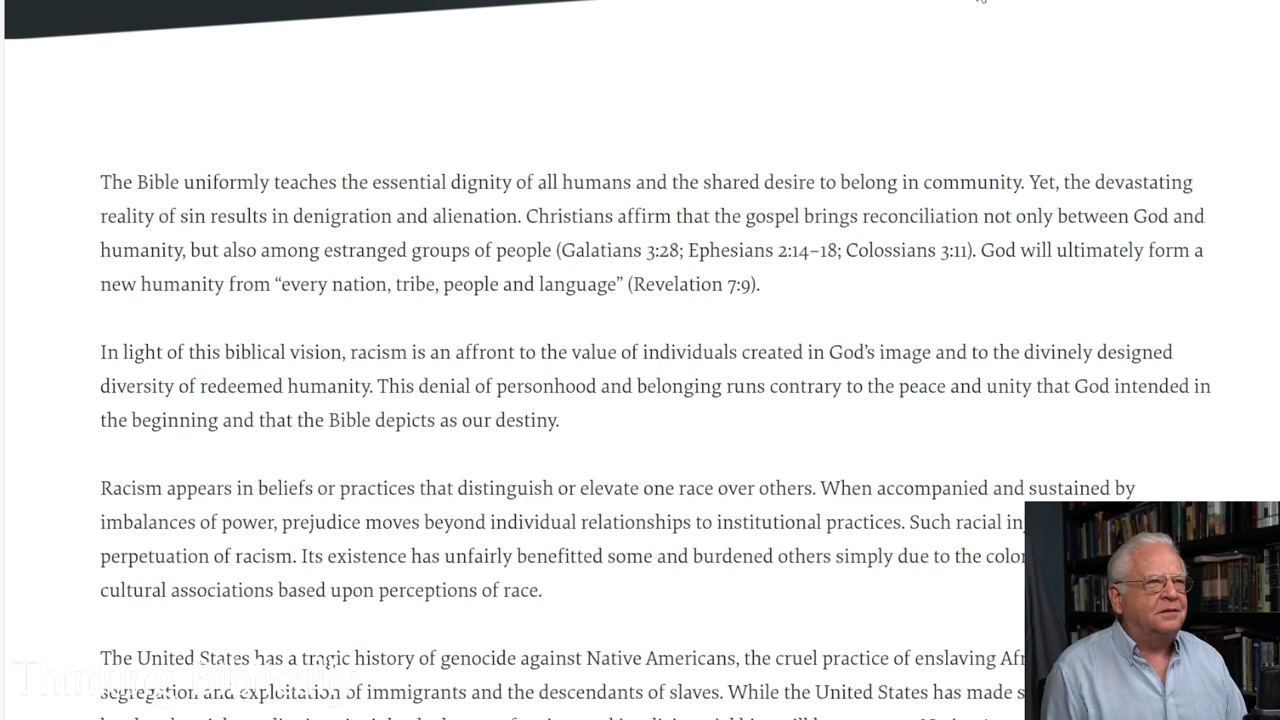 The Bible uniformly teaches the essential dignity of all humans and the shared desire to belong in community. Yet, the devastating
reality of sin results in denigration and alienation. Christians affirm that the gospel brings reconciliation not only between God and
humanity, but also among estranged groups of people (Galatians 3:28; Ephesians 2:14–18; Colossians 3:11). God will ultimately form a
new humanity from “every nation, tribe, people and language” (Revelation 7:9).
In light of this biblical vision, racism is an affront to the value of individuals created in God’s image and to the divinely designed
diversity of redeemed humanity. This denial of personhood and belonging runs contrary to the peace and unity that God intended in
the beginning and that the Bible depicts as our destiny.
Racism appears in beliefs or practices that distinguish or elevate one race over others. When accompanied and sustained by
imbalances of power, prejudice moves beyond individual relationships to institutional practices. Such racial
perpetuation of racism. Its existence has unfairly benefitted some and burdened others simply due to the
cultural associations based upon perceptions of race.
The United States has a tragic history of genocide against Native Americans, the cruel practice of enslaving
segregation and exploitation of immigrants and the descendants of slaves. While the United States has made
Thinking Biblically